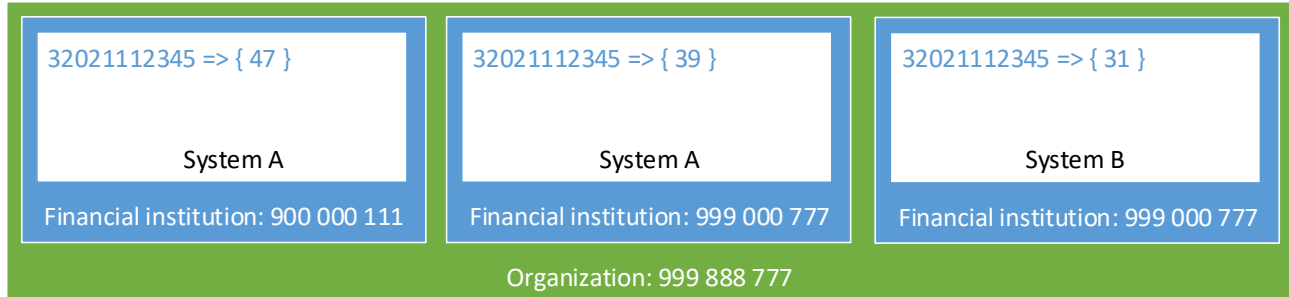 32021112345 => { 47 }
System A
Financial institution: 900 000 111
32021112345 => { 39 }
System A
Financial institution: 999 000 777
32021112345 => { 31 }
System B
Financial institution: 999 000 777
Organization: 999 888 777